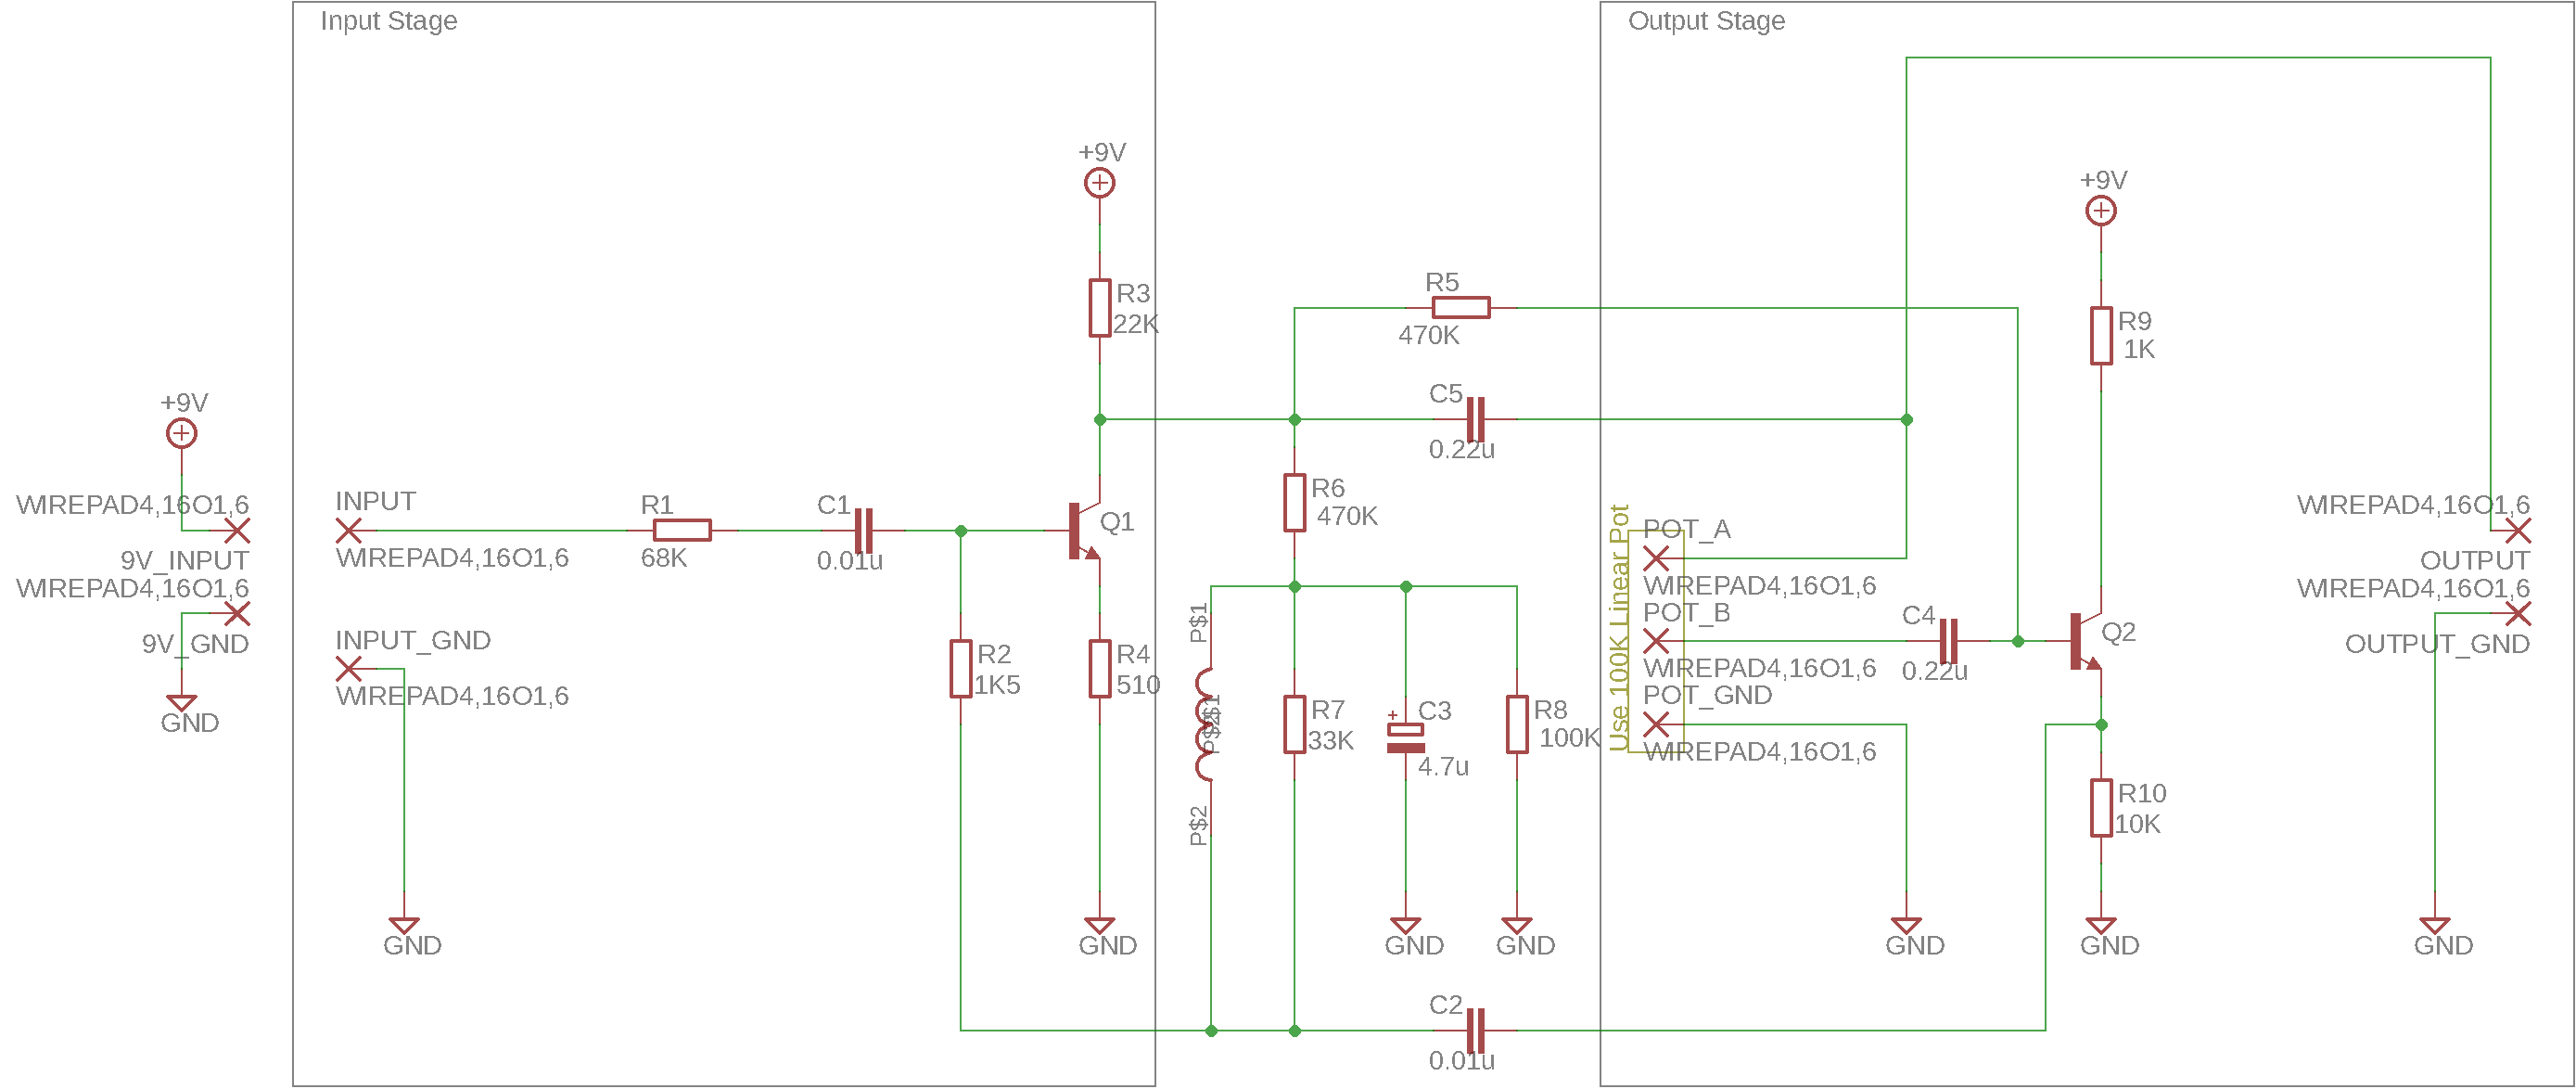 Input Stage
Output Stage
+9V
WIREPAD4,16O1,6
9V_INPUT
WIREPAD4,16O1,6
9V_GND
GND
INPUT
WIREPAD4,16O1,6
INPUT_GND
WIREPAD4,16O1,6
GND
R1
68K
C1
0.01u
+9V
R3
22K
Q1
R2
1K5
R4
510
GND
R5
470K
C5
0.22u
R6
470K
P$1
P$2
R7
33K
C3
+
4.7u
R8
100K
GND
GND
C2
0.01u
Use 100K Linear Pot
POT_A
WIREPAD4,16O1,6
POT_B
WIREPAD4,16O1,6
POT_GND
WIREPAD4,16O1,6
GND
C4
0.22u
+9V
R9
1K
Q2
R10
10K
GND
WIREPAD4,16O1,6
OUTPUT
WIREPAD4,16O1,6
OUTPUT_GND
GND